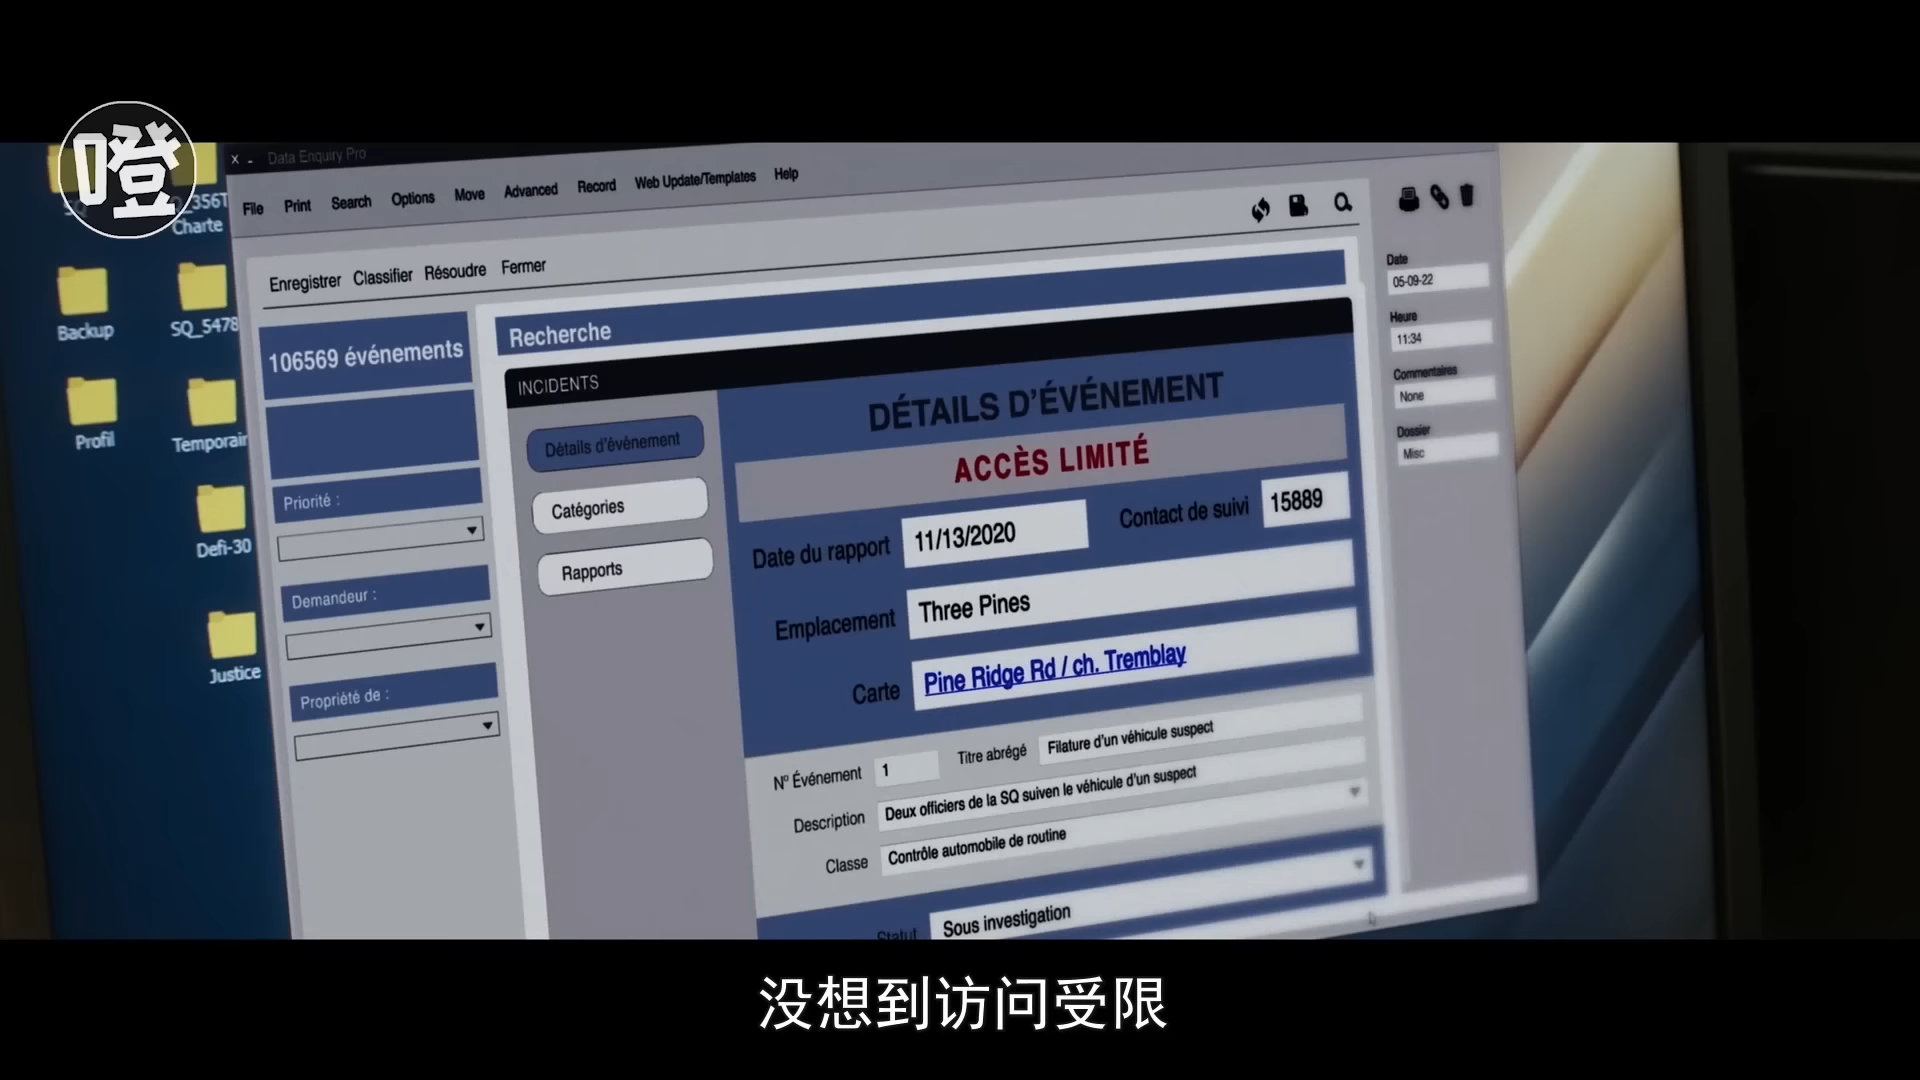 噔
Data Enquiry Pro
File Print Search Options Move Advanced Record Web Update/Templates Help
Enregistrer Classifier Résoudre Fermer
356T
Charte
Backup
SQ_5478
Profil
Temporair
Defi-30
Justice
106569 événements
Priorité :
Demandeur :
Propriété de :
Recherche
INCIDENTS
Détails d'évènement
Catégories
Rapports
DÉTAILS D'ÉVÉNEMENT
ACCÈS LIMITÉ
Date du rapport 11/13/2020 Contact de suivi 15889
Emplacement Three Pines
Carte Pine Ridge Rd / ch. Tremblay
Nº Événement 1 Titre abrégé Filature d'un véhicule suspect
Description Deux officiers de la SQ suiven le véhicule d'un suspect
Classe Contrôle automobile de routine
Statut Sous investigation
Date
05-09-22
Heure
11:34
Commentaires
None
Dossier
Misc
没想到访问受限